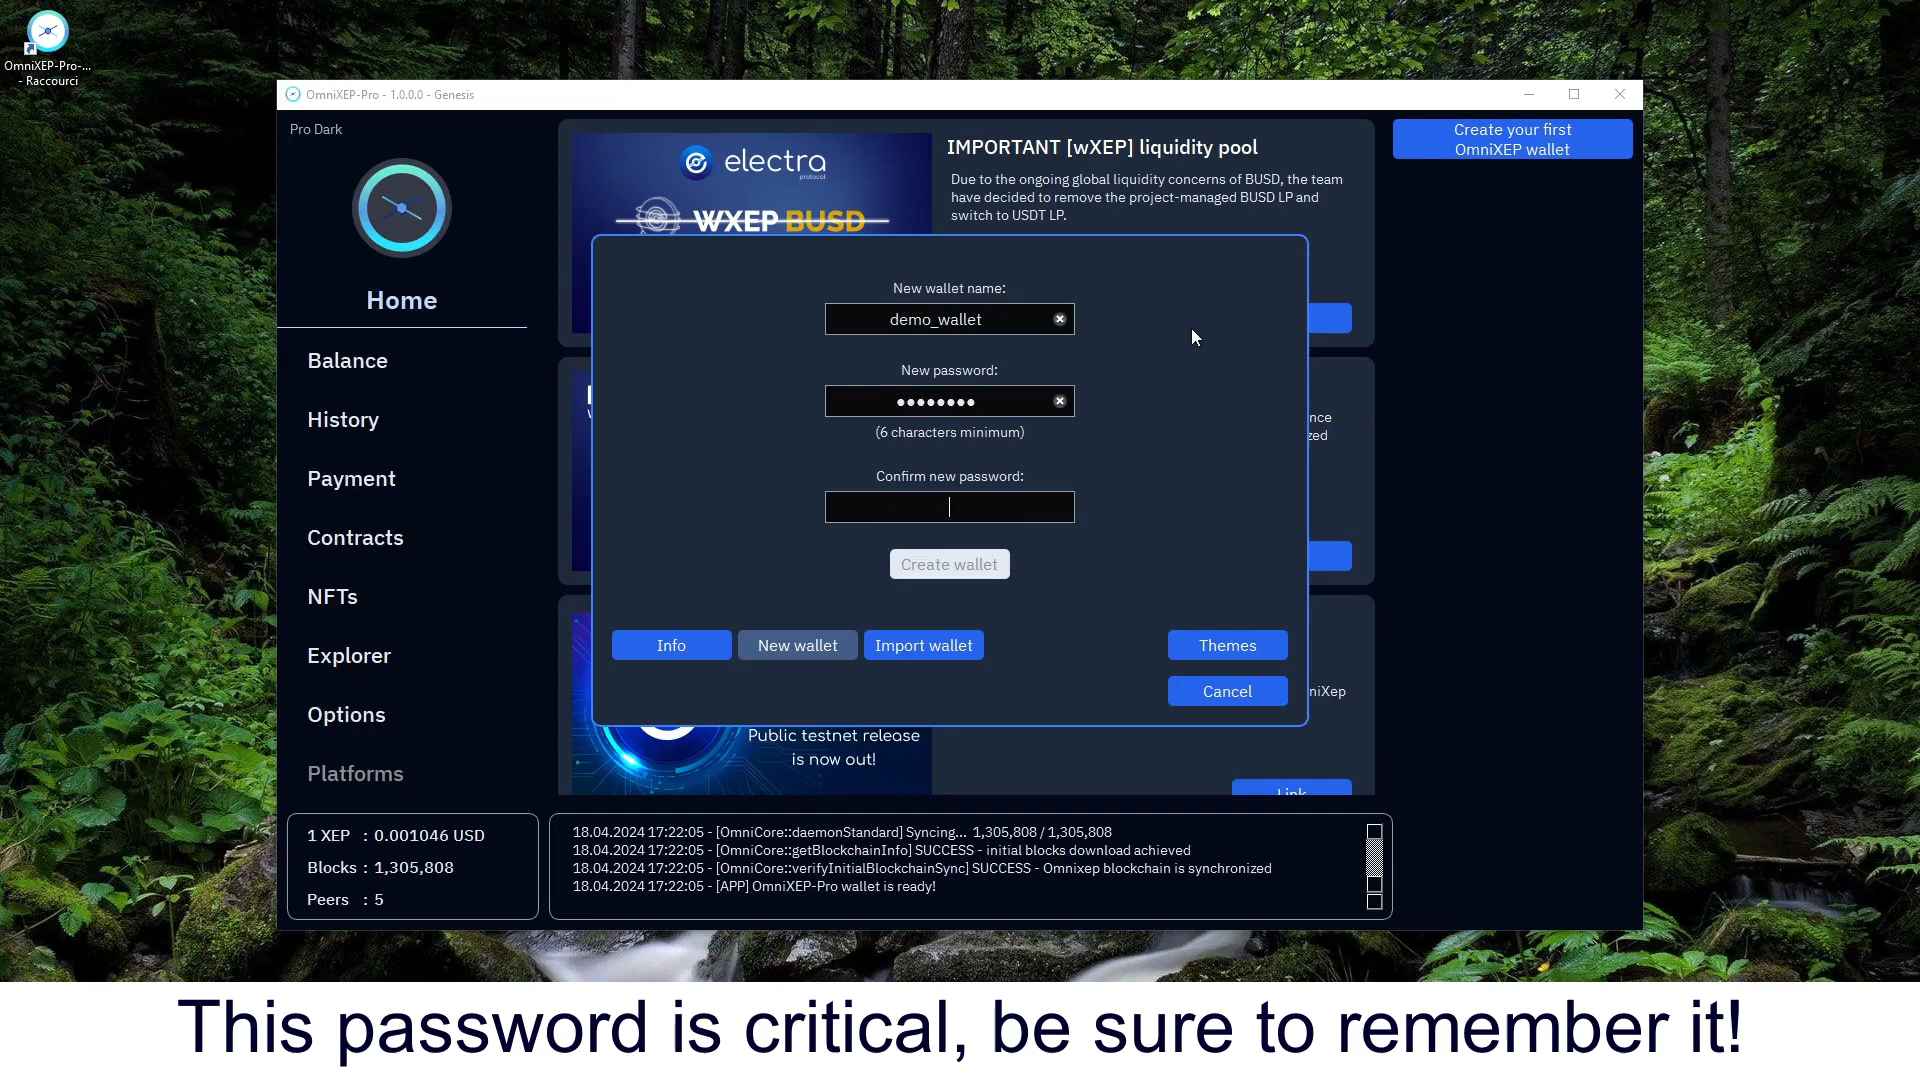 OmniXEP-Pro-...
- Raccourci
OmniXEP-Pro - 1.0.0.0 - Genesis
Pro Dark
Home
Balance
History
Payment
Contracts
NFTs
Explorer
Options
Platforms
electra
protocol
WXEP BUSD
IMPORTANT [wXEP] liquidity pool
Due to the ongoing global liquidity concerns of BUSD, the team
have decided to remove the project-managed BUSD LP and
switch to USDT LP.
Create your first
OmniXEP wallet
New wallet name:
demo_wallet
New password:
●●●●●●●●
(6 characters minimum)
Confirm new password:
Create wallet
Info
New wallet
Import wallet
Themes
Cancel
nce
zed
niXep
Public testnet release
is now out!
Link
1 XEP : 0.001046 USD
Blocks : 1,305,808
Peers : 5
18.04.2024 17:22:05 - [OmniCore::daemonStandard] Syncing... 1,305,808 / 1,305,808
18.04.2024 17:22:05 - [OmniCore::getBlockchainInfo] SUCCESS - initial blocks download achieved
18.04.2024 17:22:05 - [OmniCore::verifyInitialBlockchainSync] SUCCESS - Omnixep blockchain is synchronized
18.04.2024 17:22:05 - [APP] OmniXEP-Pro wallet is ready!
This password is critical, be sure to remember it!